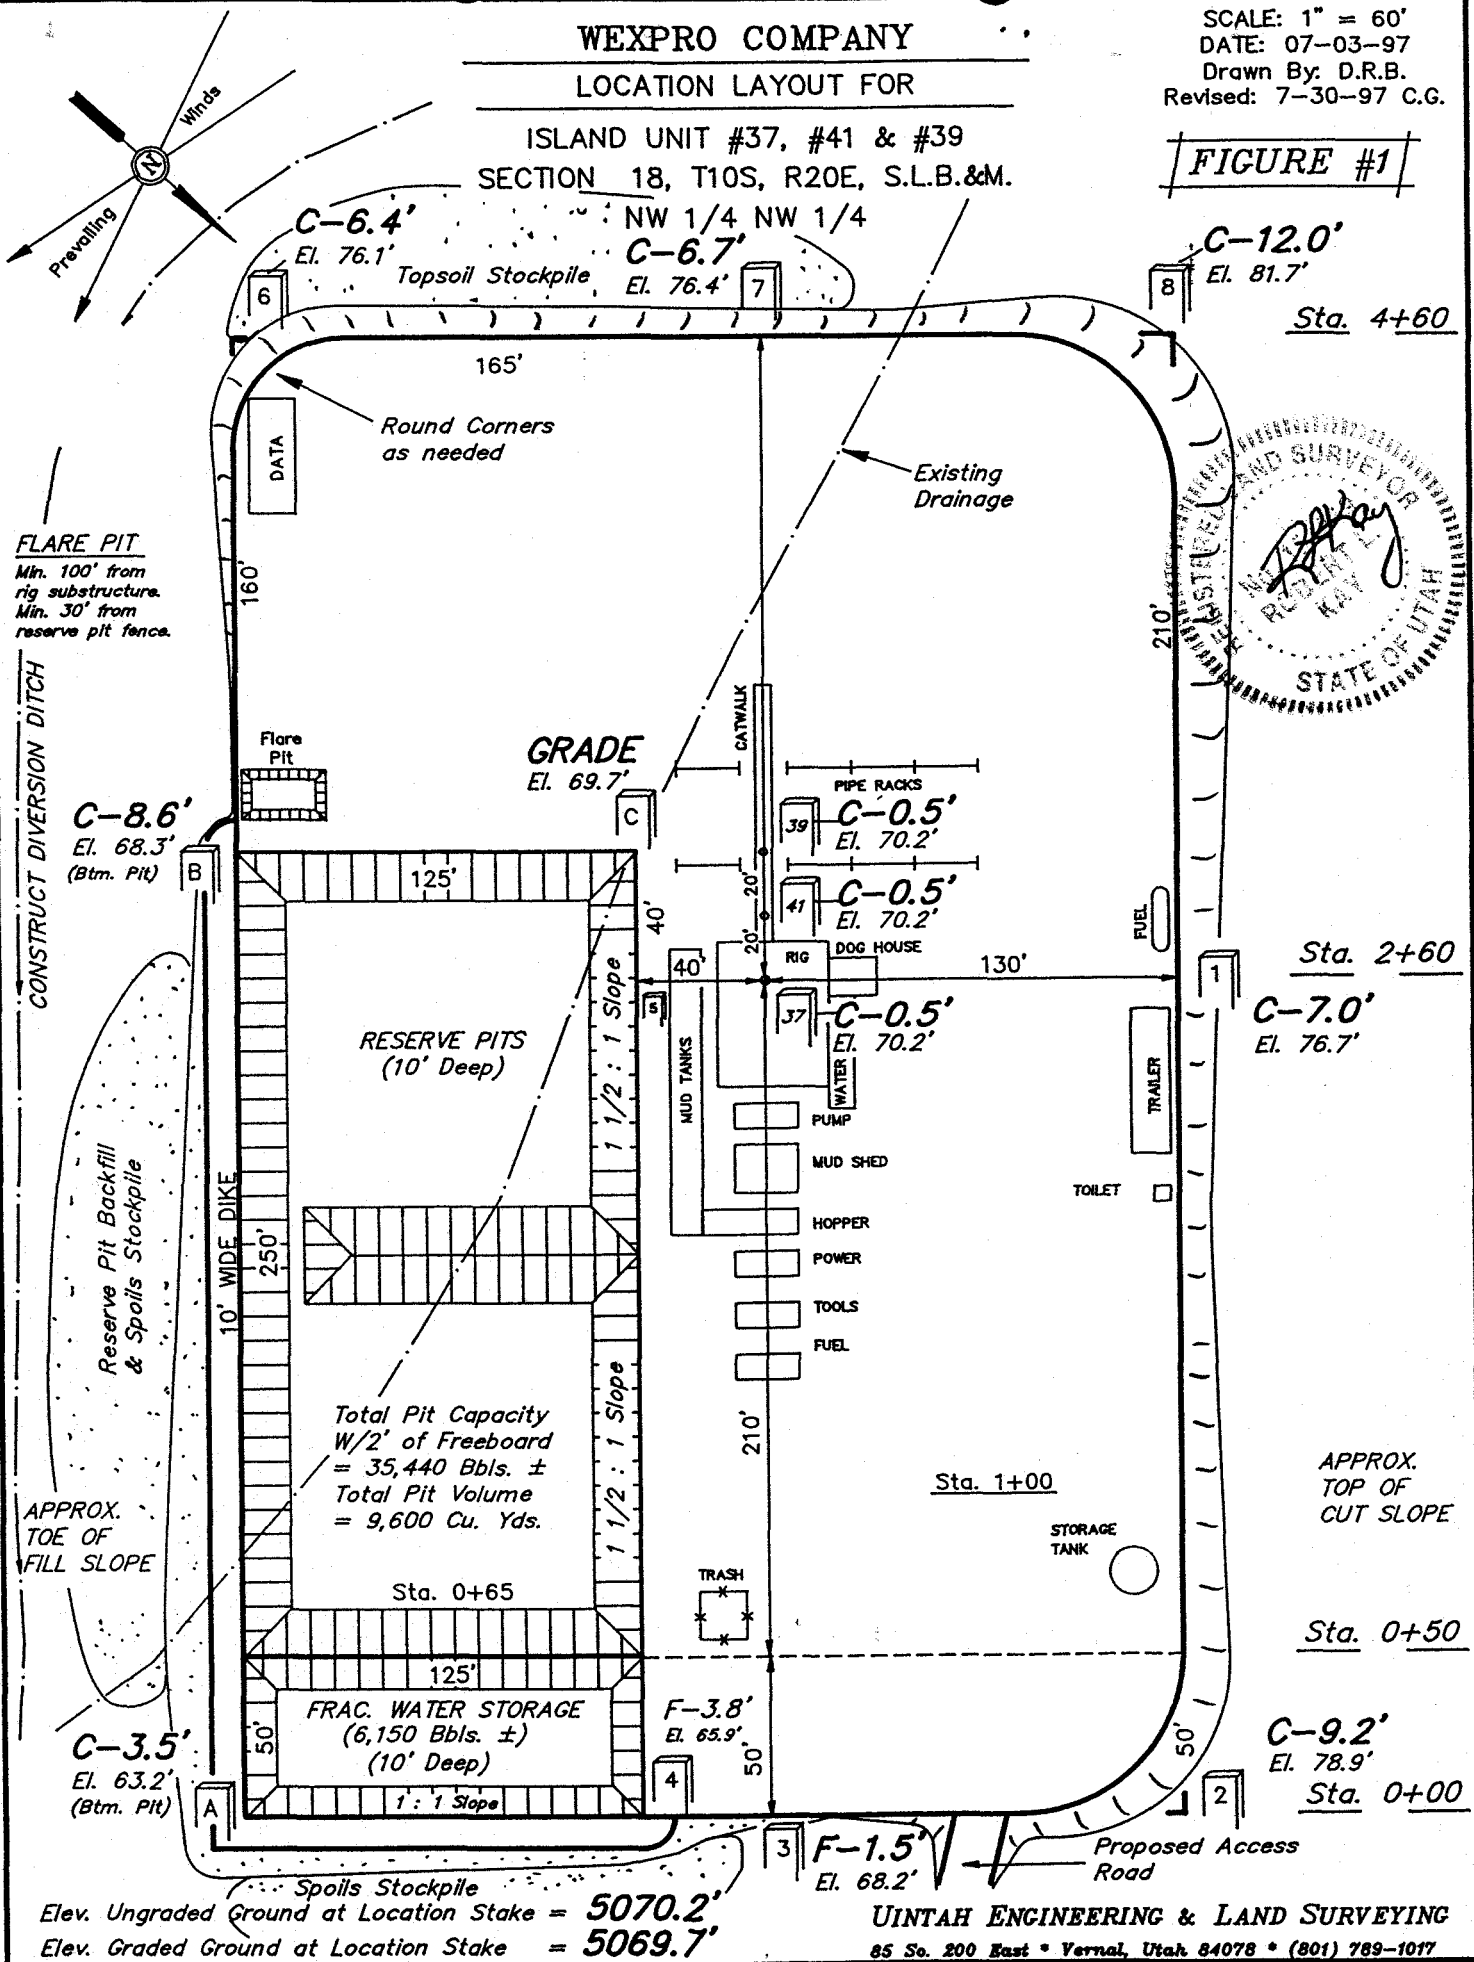 WEXPRO COMPANY
LOCATION LAYOUT FOR
ISLAND UNIT #37, #41 & #39
SECTION 18, T10S, R20E, S.L.B.&M.
NW 1/4 NW 1/4
SCALE: 1" = 60'
DATE: 07-03-97
Drawn By: D.R.B.
Revised: 7-30-97 C.G.
FIGURE #1
Winds
N
Prevailing
C-6.4'
El. 76.1'
6
Topsoil Stockpile
C-6.7'
El. 76.4'
7
C-12.0'
El. 81.7'
8
Sta. 4+60
165'
Round Corners
as needed
DATA
Existing
Drainage
REGISTERED LAND SURVEYOR
ROBERT L.
KAY
STATE OF UTAH
FLARE PIT
Min. 100' from
rig substructure.
Min. 30' from
reserve pit fence.
160'
210'
CONSTRUCT DIVERSION DITCH
Flare
Pit
GRADE
El. 69.7'
C
CATWALK
PIPE RACKS
39
C-0.5'
El. 70.2'
C-8.6'
El. 68.3'
(Btm. Pit)
B
125'
40'
20'
41
C-0.5'
El. 70.2'
20'
FUEL
RIG
DOG HOUSE
40'
130'
Sta. 2+60
1
C-7.0'
El. 76.7'
5
37
C-0.5'
El. 70.2'
RESERVE PITS
(10' Deep)
1 1/2 : 1 Slope
MUD TANKS
WATER
TRAILER
PUMP
MUD SHED
TOILET
HOPPER
POWER
TOOLS
FUEL
Reserve Pit Backfill
& Spoils Stockpile
10' WIDE DIKE
250'
Total Pit Capacity
W/2' of Freeboard
= 35,440 Bbls. ±
Total Pit Volume
= 9,600 Cu. Yds.
1 1/2 : 1 Slope
210'
Sta. 1+00
APPROX.
TOP OF
CUT SLOPE
APPROX.
TOE OF
FILL SLOPE
STORAGE
TANK
TRASH
Sta. 0+65
Sta. 0+50
125'
FRAC. WATER STORAGE
(6,150 Bbls. ±)
(10' Deep)
50'
1 : 1 Slope
F-3.8'
El. 65.9'
4
50'
50'
C-9.2'
El. 78.9'
2
Sta. 0+00
C-3.5'
El. 63.2'
(Btm. Pit)
A
3
F-1.5'
El. 68.2'
Proposed Access
Road
Spoils Stockpile
Elev. Ungraded Ground at Location Stake = 5070.2'
Elev. Graded Ground at Location Stake = 5069.7'
UINTAH ENGINEERING & LAND SURVEYING
85 So. 200 East * Vernal, Utah 84078 * (801) 789-1017